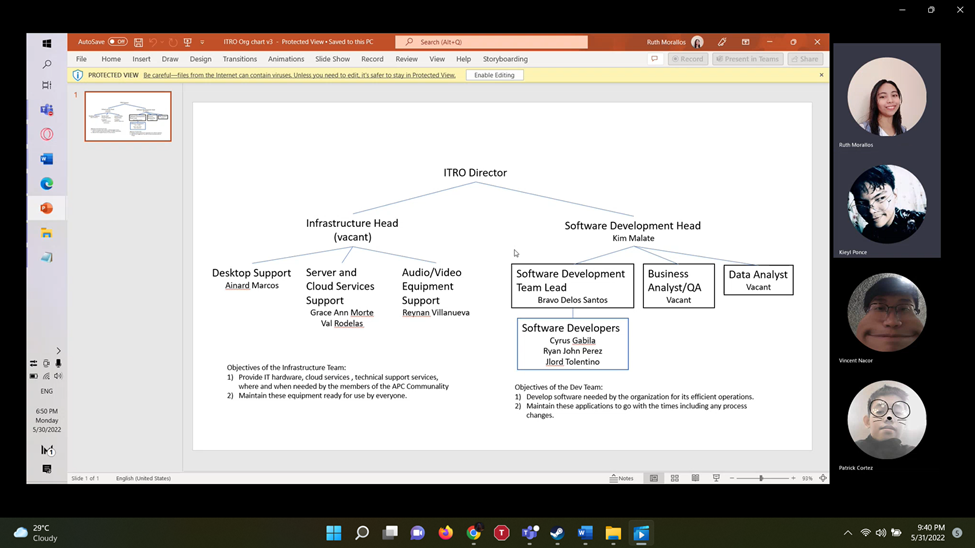 AutoSave Off
ITRO Org chart v3 - Protected View • Saved to this PC
Search (Alt+Q)
Ruth Morallos
File
Home
Insert
Draw
Design
Transitions
Animations
Slide Show
Record
Review
View
Help
Storyboarding
Record
Present in Teams
Share
PROTECTED VIEW
Be careful—files from the Internet can contain viruses. Unless you need to edit, it's safer to stay in Protected View.
Enable Editing
1
ITRO Director
Infrastructure Head
(vacant)
Software Development Head
Kim Malate
Desktop Support
Ainard Marcos
Server and
Cloud Services
Support
Grace Ann Morte
Val Rodelas
Audio/Video
Equipment
Support
Reynan Villanueva
Software Development
Team Lead
Bravo Delos Santos
Business
Analyst/QA
Vacant
Data Analyst
Vacant
Software Developers
Cyrus Gabila
Ryan John Perez
Jlord Tolentino
Objectives of the Infrastructure Team:
1) Provide IT hardware, cloud services , technical support services,
where and when needed by the members of the APC Communality
2) Maintain these equipment ready for use by everyone.
Objectives of the Dev Team:
1) Develop software needed by the organization for its efficient operations.
2) Maintain these applications to go with the times including any process
changes.
ENG
6:50 PM
Monday
5/30/2022
Slide 1 of 1
English (United States)
Notes
93%
Ruth Morallos
Kieyl Ponce
Vincent Nacor
Patrick Cortez
29°C
Cloudy
9:40 PM
5/31/2022